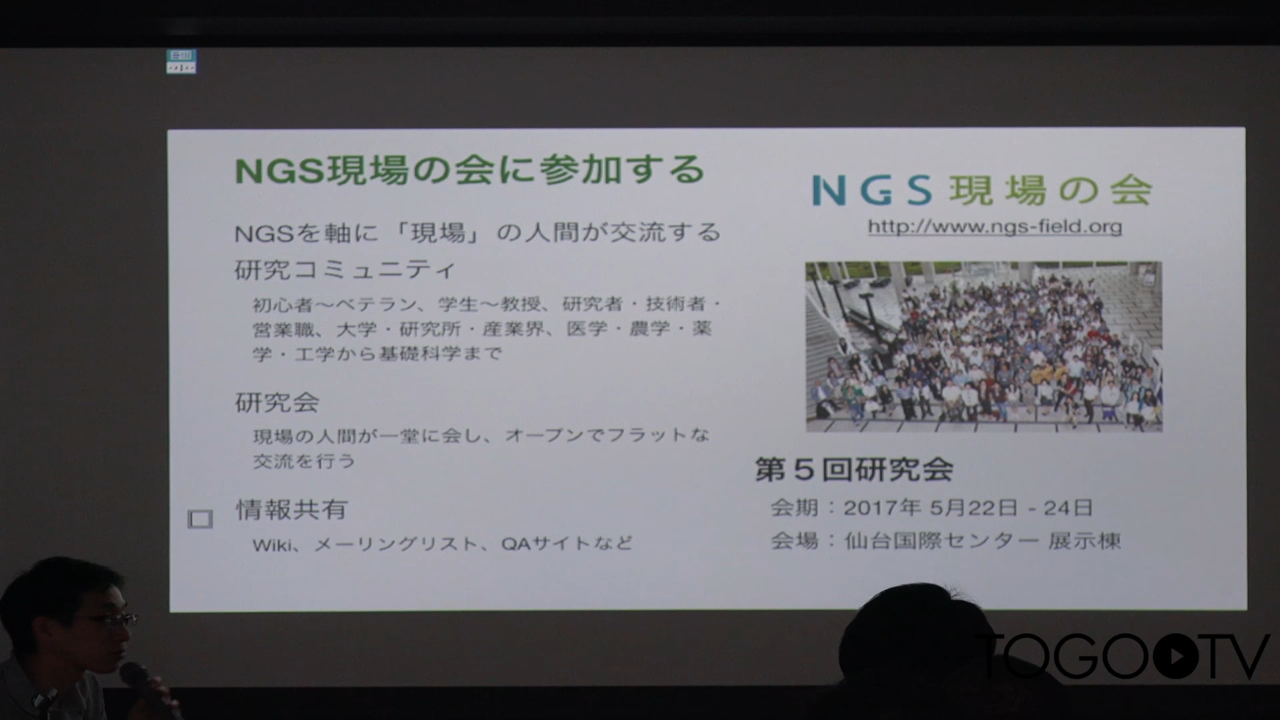 NGS現場の会に参加する
NGSを軸に「現場」の人間が交流する
研究コミュニティ
初心者～ベテラン、学生～教授、研究者・技術者・
営業職、大学・研究所・産業界、医学・農学・薬
学・工学から基礎科学まで
研究会
現場の人間が一堂に会し、オープンでフラットな
交流を行う
情報共有
Wiki、メーリングリスト、QAサイトなど
NGS現場の会
http://www.ngs-field.org
第5回研究会
会期：2017年 5月22日 - 24日
会場：仙台国際センター 展示棟
TOGOTV